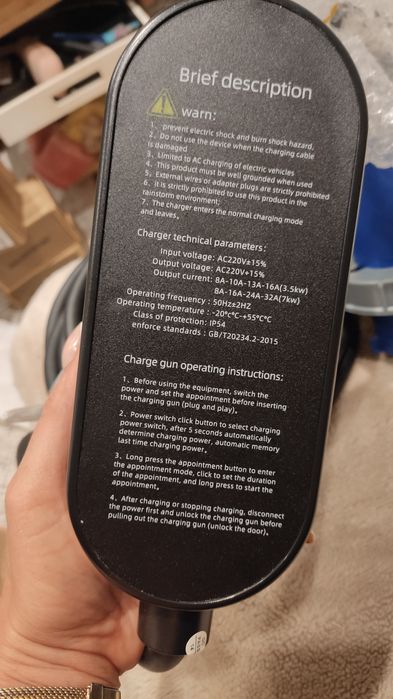 Brief description
warn:
1、prevent electric shock and burn shock hazard,
2、Do not use the device when the charging cable
is damaged
3、Limited to AC charging of electric vehicles
4、This product must be well grounded when used
5、External wires or adapter plugs are strictly prohibited
6、It is strictly prohibited to use this product in the
rainstorm environment;
7、The charger enters the normal charging mode
and leaves。
Charger technical parameters:
Input voltage: AC220V±15%
Output voltage: AC220V+15%
Output current: 8A-10A-13A-16A(3.5kw)
8A-16A-24A-32A(7kw)
Operating frequency : 50HZ±2HZ
Operating temperature : -20°C℃-+55℃℃
Class of protection: IP54
enforce standards : GB/T20234.2-2015
Charge gun operating instructions:
1、Before using the equipment, switch the
power and set the appointment before inserting
the charging gun (plug and play)。
2、Power switch click button to select charging
power switch, after 5 seconds automatically
determine charging power, automatic memory
last time charging power。
3、Long press the appointment button to enter
the appointment mode, click to set the duration
of the appointment, and long press to start the
appointment。
4、After charging or stopping charging, disconnect
the power first and unlock the charging gun before
pulling out the charging gun (unlock the door)。